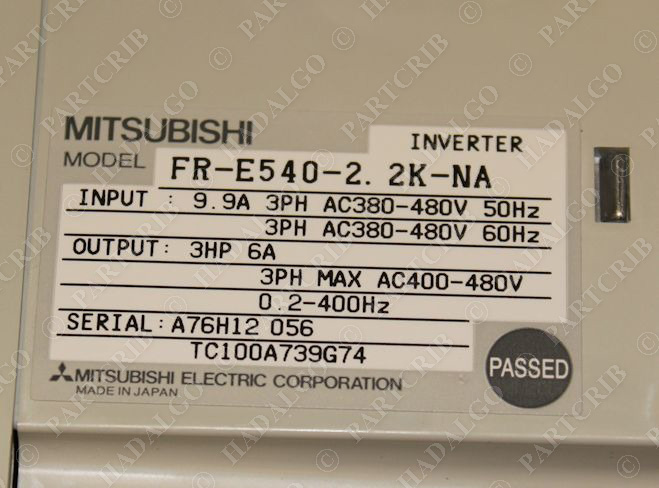 MITSUBISHI
INVERTER
MODEL FR-E540-2.2K-NA
INPUT : 9.9A 3PH AC380-480V 50Hz
3PH AC380-480V 60Hz
OUTPUT: 3HP 6A
3PH MAX AC400-480V
0.2-400Hz
SERIAL: A76H12 056
TC100A739G74
PASSED
MITSUBISHI ELECTRIC CORPORATION
MADE IN JAPAN
© PARTCRIB © HADALGO